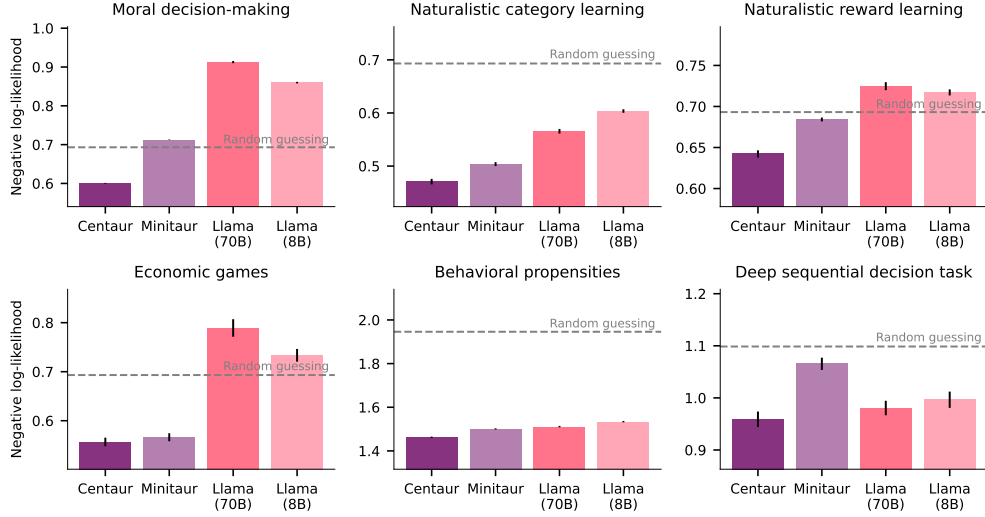 Moral decision-making
Negative log-likelihood
1.0
0.9
0.8
0.7
0.6
Random guessing
Centaur Minitaur Llama (70B) Llama (8B)
Naturalistic category learning
0.7
0.6
0.5
Random guessing
Centaur Minitaur Llama (70B) Llama (8B)
Naturalistic reward learning
0.75
0.70
0.65
0.60
Random guessing
Centaur Minitaur Llama (70B) Llama (8B)
Economic games
Negative log-likelihood
0.8
0.7
0.6
Random guessing
Centaur Minitaur Llama (70B) Llama (8B)
Behavioral propensities
2.0
1.8
1.6
1.4
Random guessing
Centaur Minitaur Llama (70B) Llama (8B)
Deep sequential decision task
1.2
1.1
1.0
0.9
Random guessing
Centaur Minitaur Llama (70B) Llama (8B)